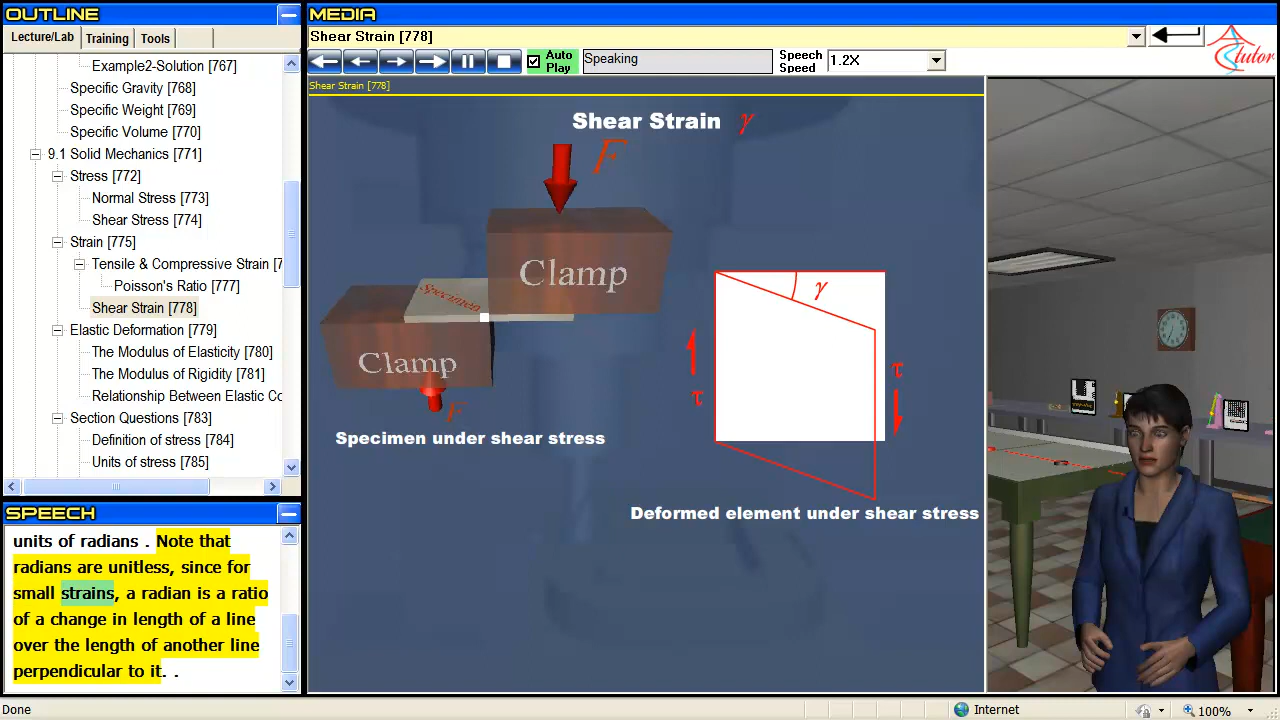 OUTLINE
Lecture/Lab Training Tools
Example2-Solution [767]
Specific Gravity [768]
Specific Weight [769]
Specific Volume [770]
9.1 Solid Mechanics [771]
Stress [772]
Normal Stress [773]
Shear Stress [774]
Strain [775]
Tensile & Compressive Strain [7
Poisson's Ratio [777]
Shear Strain [778]
Elastic Deformation [779]
The Modulus of Elasticity [780]
The Modulus of Rigidity [781]
Relationship Between Elastic Co
Section Questions [783]
Definition of stress [784]
Units of stress [785]
SPEECH
units of radians . Note that
radians are unitless, since for
small strains, a radian is a ratio
of a change in length of a line
over the length of another line
perpendicular to it. .
MEDIA
Shear Strain [778]
Auto
Play
Speaking
Speech
Speed
1.2X
tutor
Shear Strain [778]
Shear Strain γ
F
Clamp
Specimen
Clamp
F
Specimen under shear stress
γ
τ
τ
Deformed element under shear stress
Done
Internet
100%